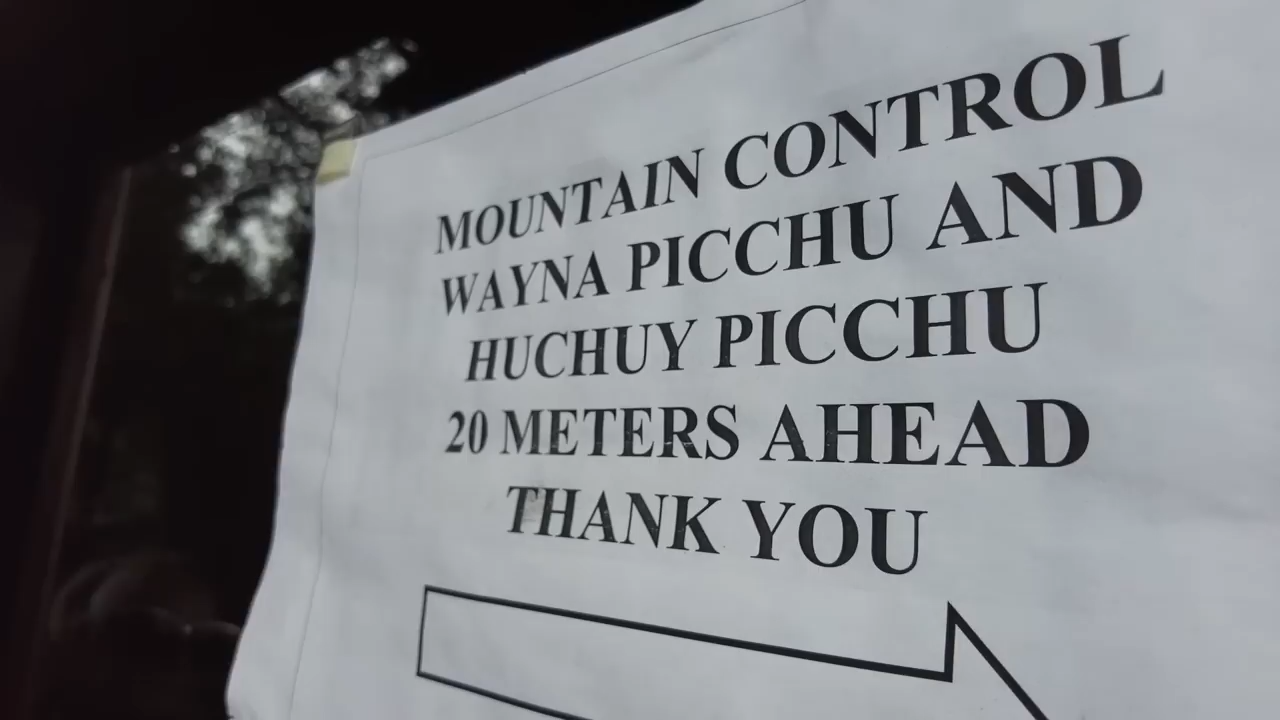 MOUNTAIN CONTROL
WAYNA PICCHU AND
HUCHUY PICCHU
20 METERS AHEAD
THANK YOU